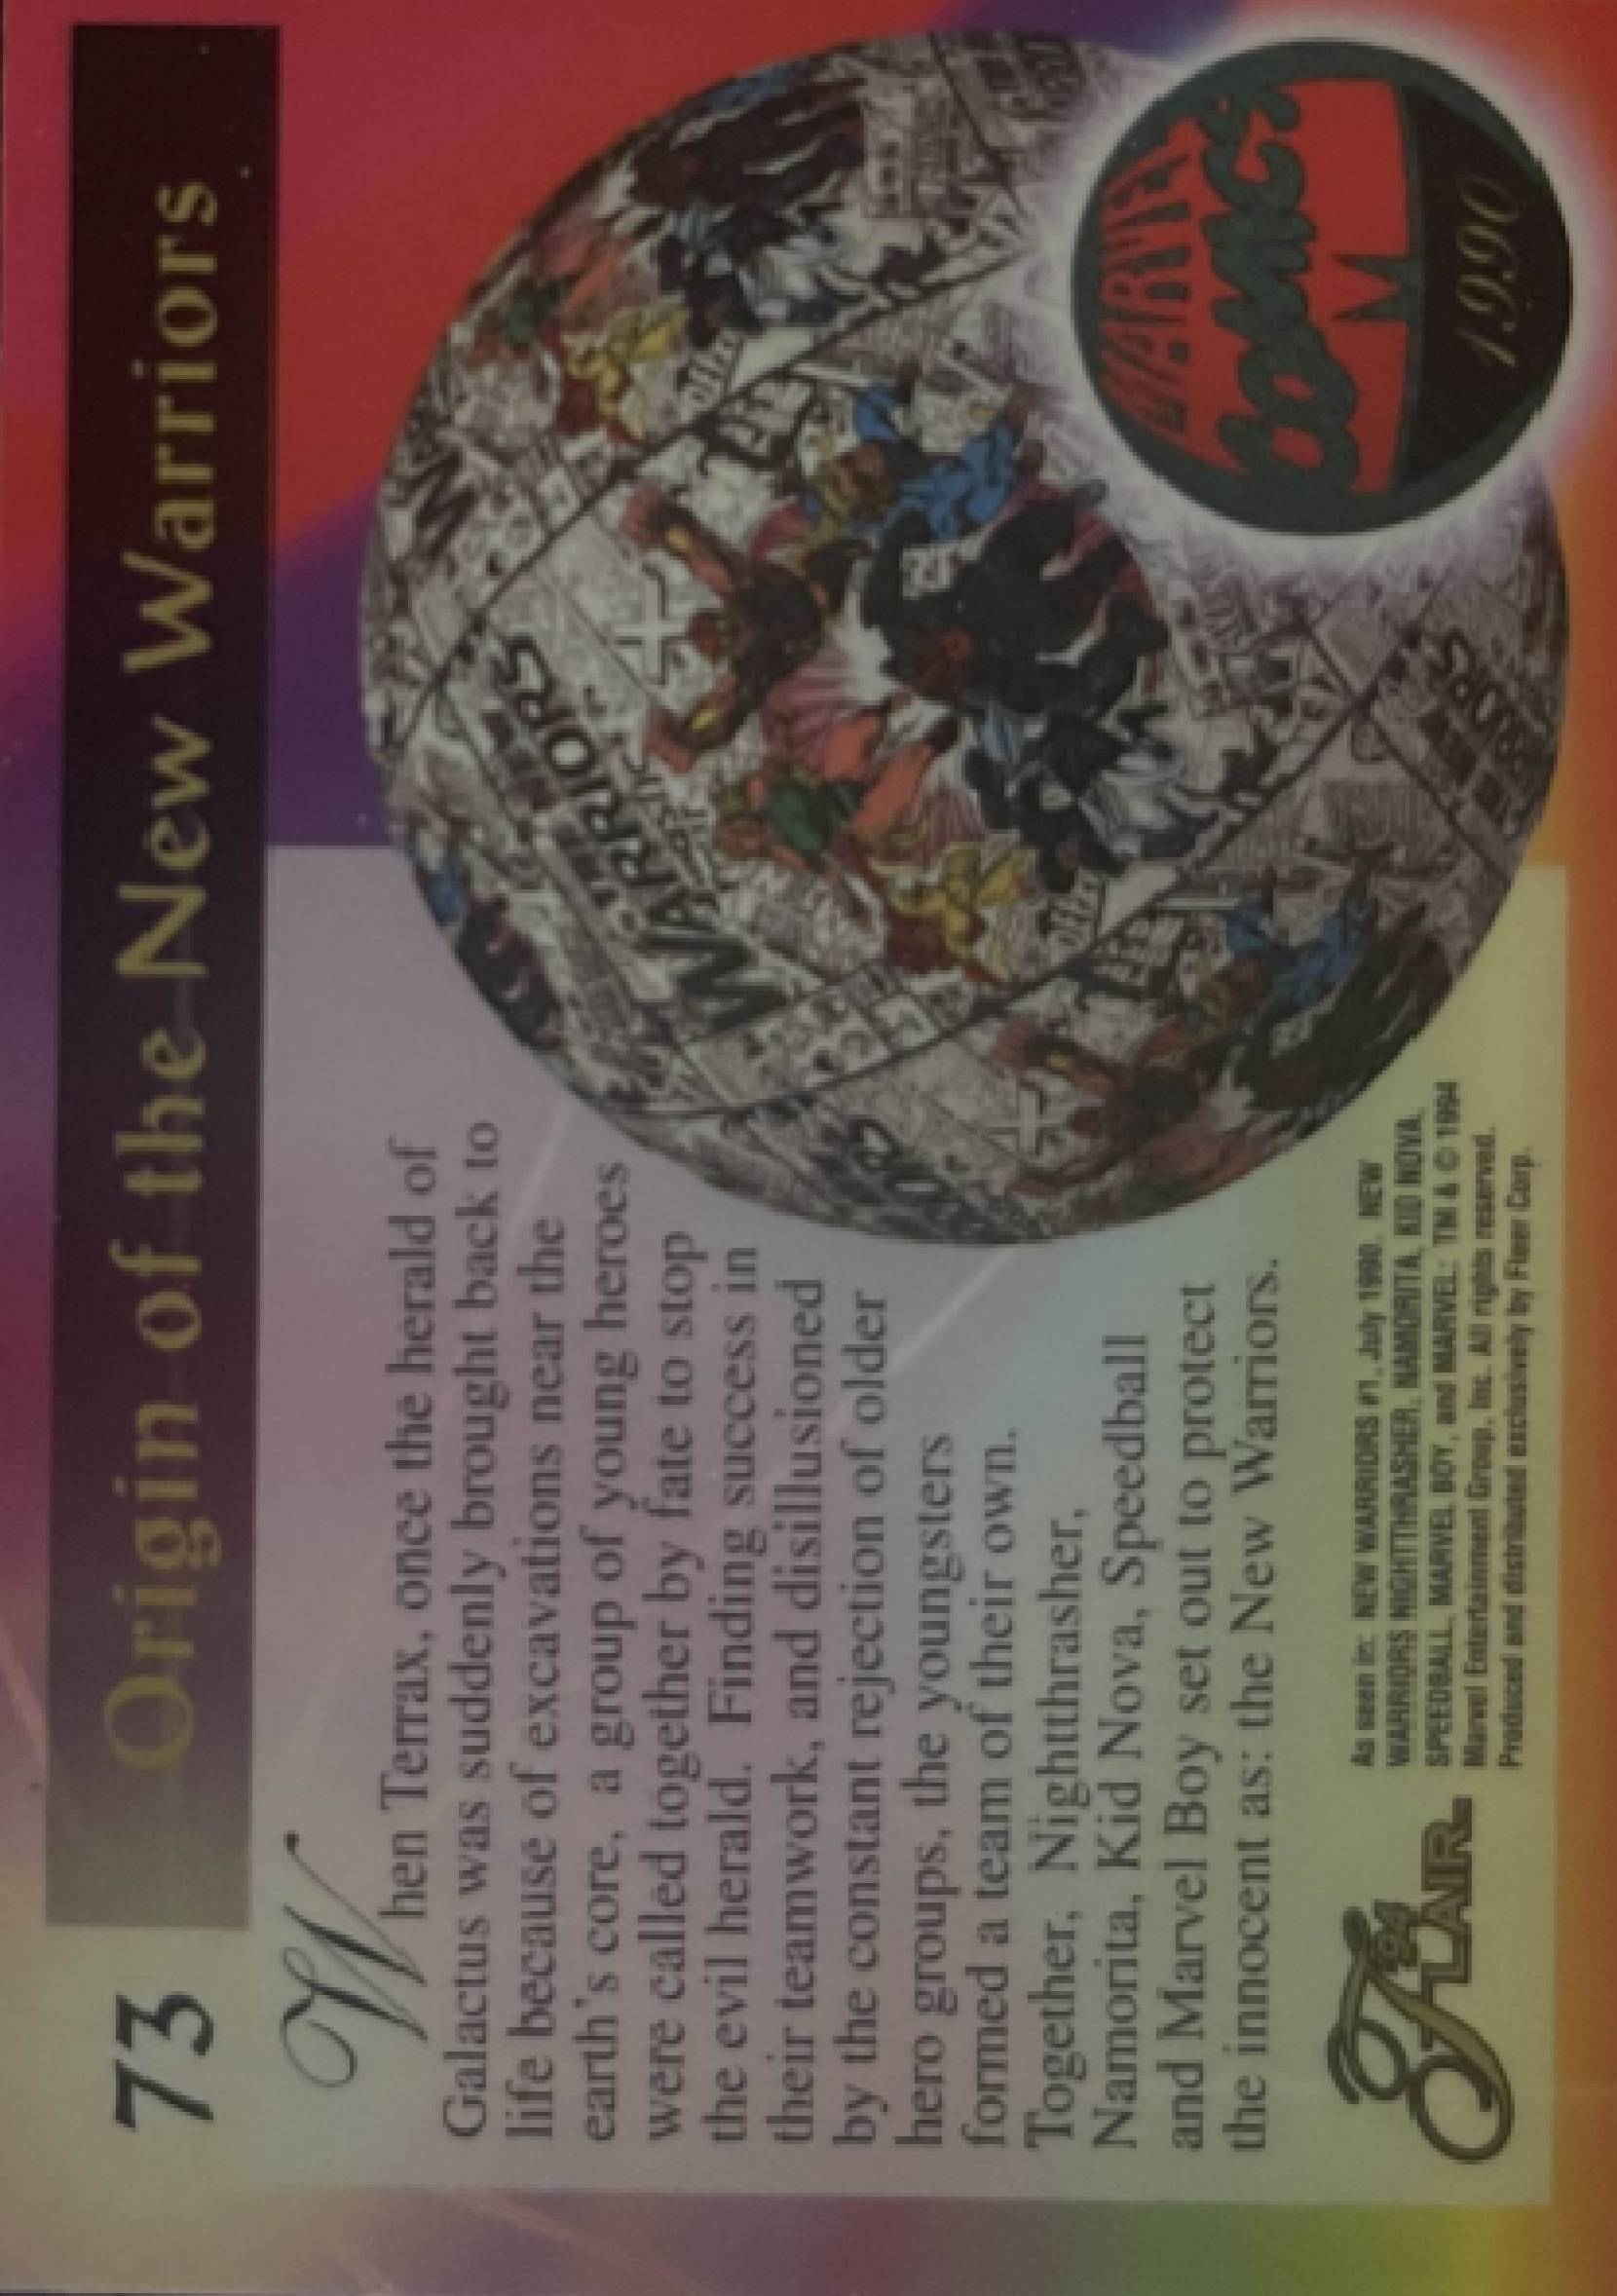 73
Origin of the New Warriors
When Terrax, once the herald of
Galactus was suddenly brought back to
life because of excavations near the
earth's core, a group of young heroes
were called together by fate to stop
the evil herald. Finding success in
their teamwork, and disillusioned
by the constant rejection of older
hero groups, the youngsters
formed a team of their own.
Together, Nightthrasher,
Namorita, Kid Nova, Speedball
and Marvel Boy set out to protect
the innocent as: the New Warriors.
THE NEW
WARRIORS
WARRIORS
MARVEL
COMICS
M
1990
'94
FLAIR
As seen in: NEW WARRIORS #1, July 1990. NEW
WARRIORS NIGHTTHRASHER, NAMORITA, KID NOVA,
SPEEDBALL, MARVEL BOY, and MARVEL: TM & © 1994
Marvel Entertainment Group, Inc. All rights reserved.
Produced and distributed exclusively by Fleer Corp.